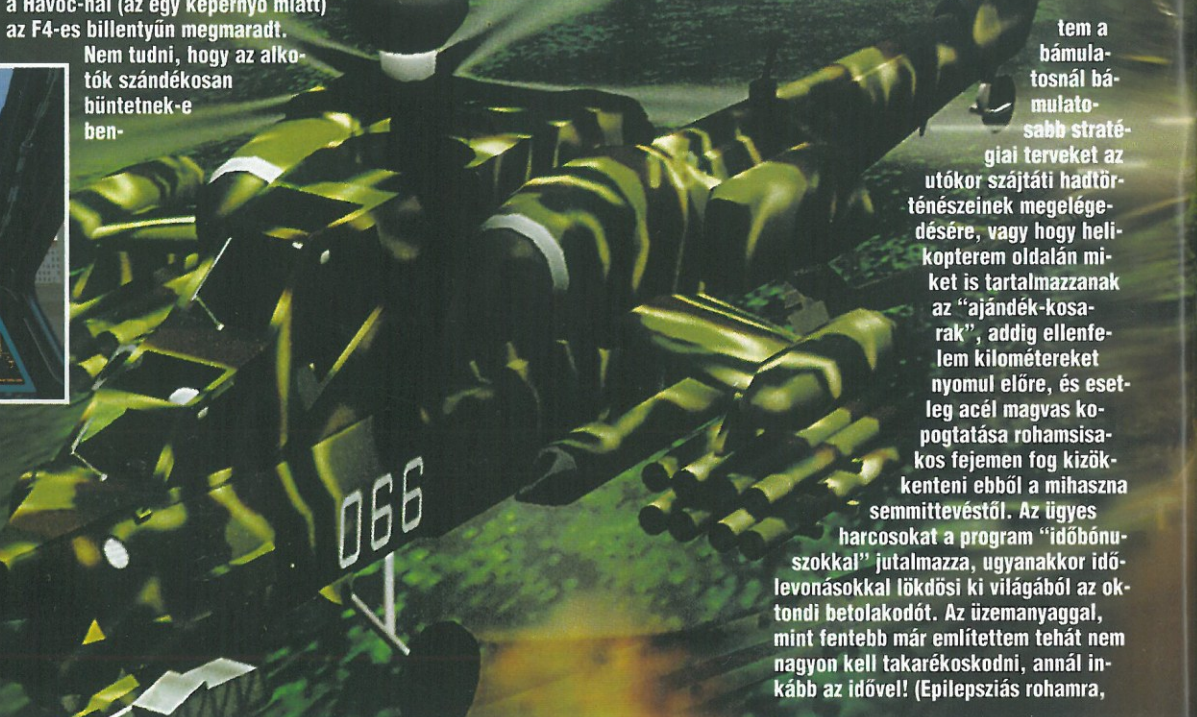 a Havoc-nál (az egy képernyő miatt)
az F4-es billentyűn megmaradt.
Nem tudni, hogy az alko-
tók szándékosan
büntetnek-e
ben-
066
tem a
bámula-
tosnál bá-
mulato-
sabb straté-
giai terveket az
utókor szájtáti hadtör-
ténészeinek megelége-
désére, vagy hogy heli-
kopterem oldalán mi-
ket is tartalmazzanak
az "ajándék-kosa-
rak", addig ellenfe-
lem kilométereket
nyomul előre, és eset-
leg acél magvas ko-
pogtatása rohamsisa-
kos fejemen fog kizök-
kenteni ebből a mihaszna
semmittevéstől. Az ügyes
harcosokat a program "időbónu-
szokkal" jutalmazza, ugyanakkor idő-
levonásokkal lökdösi ki világából az ok-
tondi betolakodót. Az üzemanyaggal,
mint fentebb már említettem tehát nem
nagyon kell takarékoskodni, annál in-
kább az idővel! (Epilepsziás rohamra,